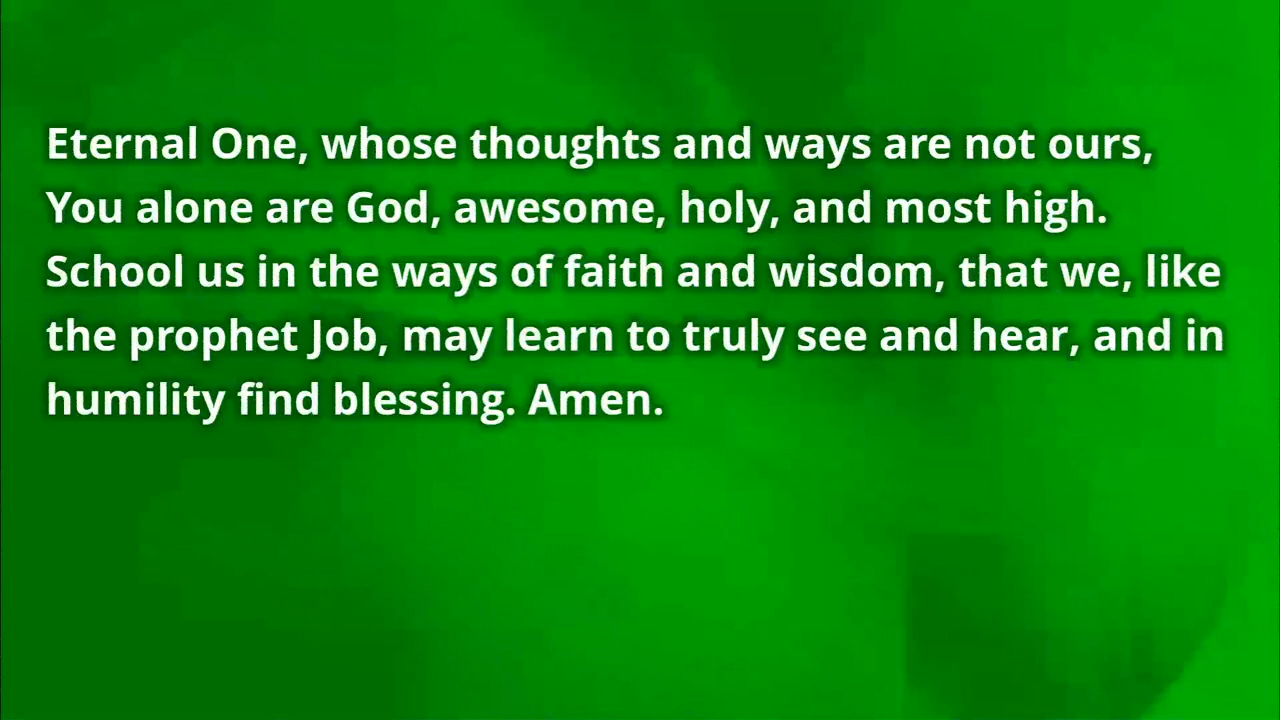 Eternal One, whose thoughts and ways are not ours,
You alone are God, awesome, holy, and most high.
School us in the ways of faith and wisdom, that we, like
the prophet Job, may learn to truly see and hear, and in
humility find blessing. Amen.